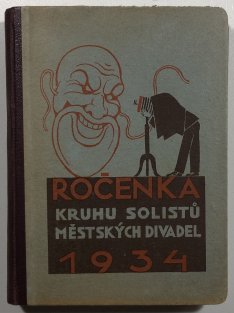 ROČENKA
KRUHU SOLISTŮ
MĚSTSKÝCH DIVADEL
1934